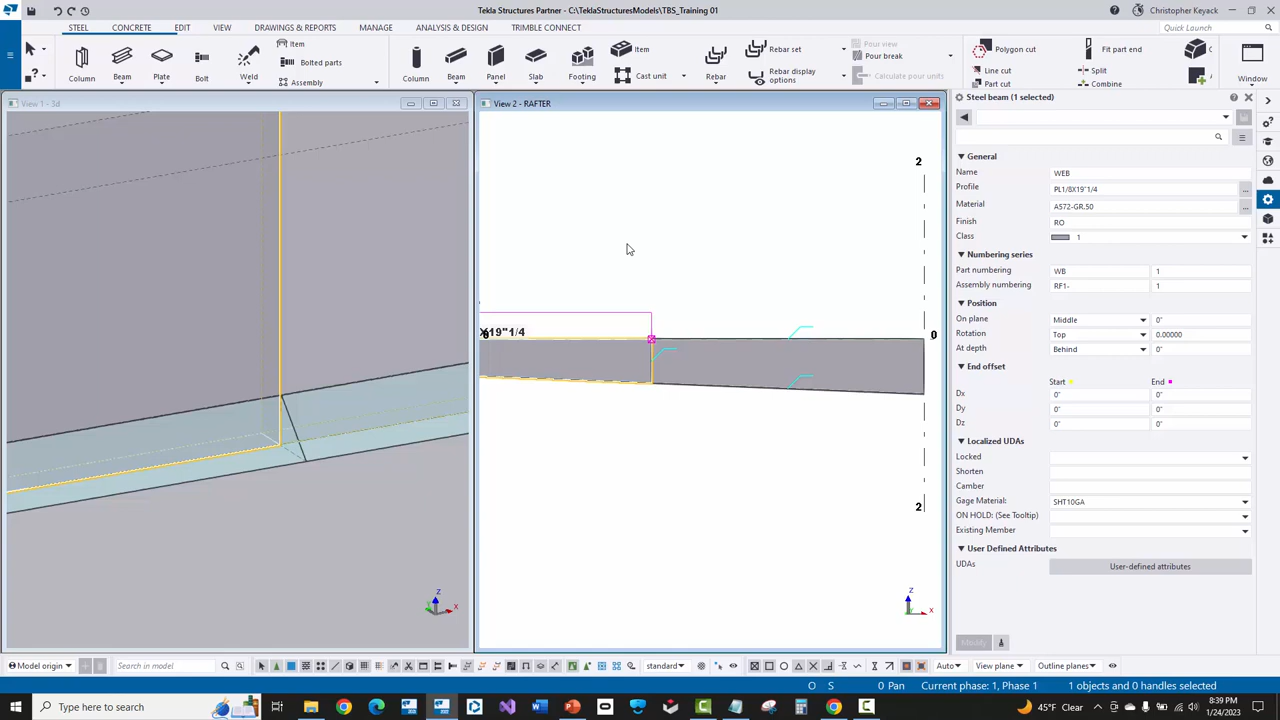 Tekla Structures Partner - C:\TeklaStructuresModels\TBS_Training 01
Christopher Keyack
STEEL
CONCRETE
EDIT
VIEW
DRAWINGS & REPORTS
MANAGE
ANALYSIS & DESIGN
TRIMBLE CONNECT
Quick Launch
Column
Beam
Plate
Bolt
Weld
Item
Bolted parts
Assembly
Column
Beam
Panel
Slab
Footing
Item
Cast unit
Rebar
Rebar set
Rebar display options
Pour view
Pour break
Calculate pour units
Polygon cut
Line cut
Part cut
Fit part end
Split
Combine
C
Window
View 1 - 3d
View 2 - RAFTER
2
X19"1/4
0
2
Z
X
Z
X
Steel beam (1 selected)
General
Name WEB
Profile PL1/8X19"1/4
Material A572-GR.50
Finish RO
Class 1
Numbering series
Part numbering WB 1
Assembly numbering RF1- 1
Position
On plane Middle 0"
Rotation Top 0.00000
At depth Behind 0"
End offset
Start End
Dx 0" 0"
Dy 0" 0"
Dz 0" 0"
Localized UDAs
Locked
Shorten
Camber
Gage Material: SHT10GA
ON HOLD: (See Tooltip)
Existing Member
User Defined Attributes
UDAs User-defined attributes
Modify
Model origin
Search in model
standard
Auto
View plane
Outline planes
O S 0 Pan Current phase: 1, Phase 1 1 objects and 0 handles selected
Type here to search
45°F Clear
8:39 PM
1/24/2023